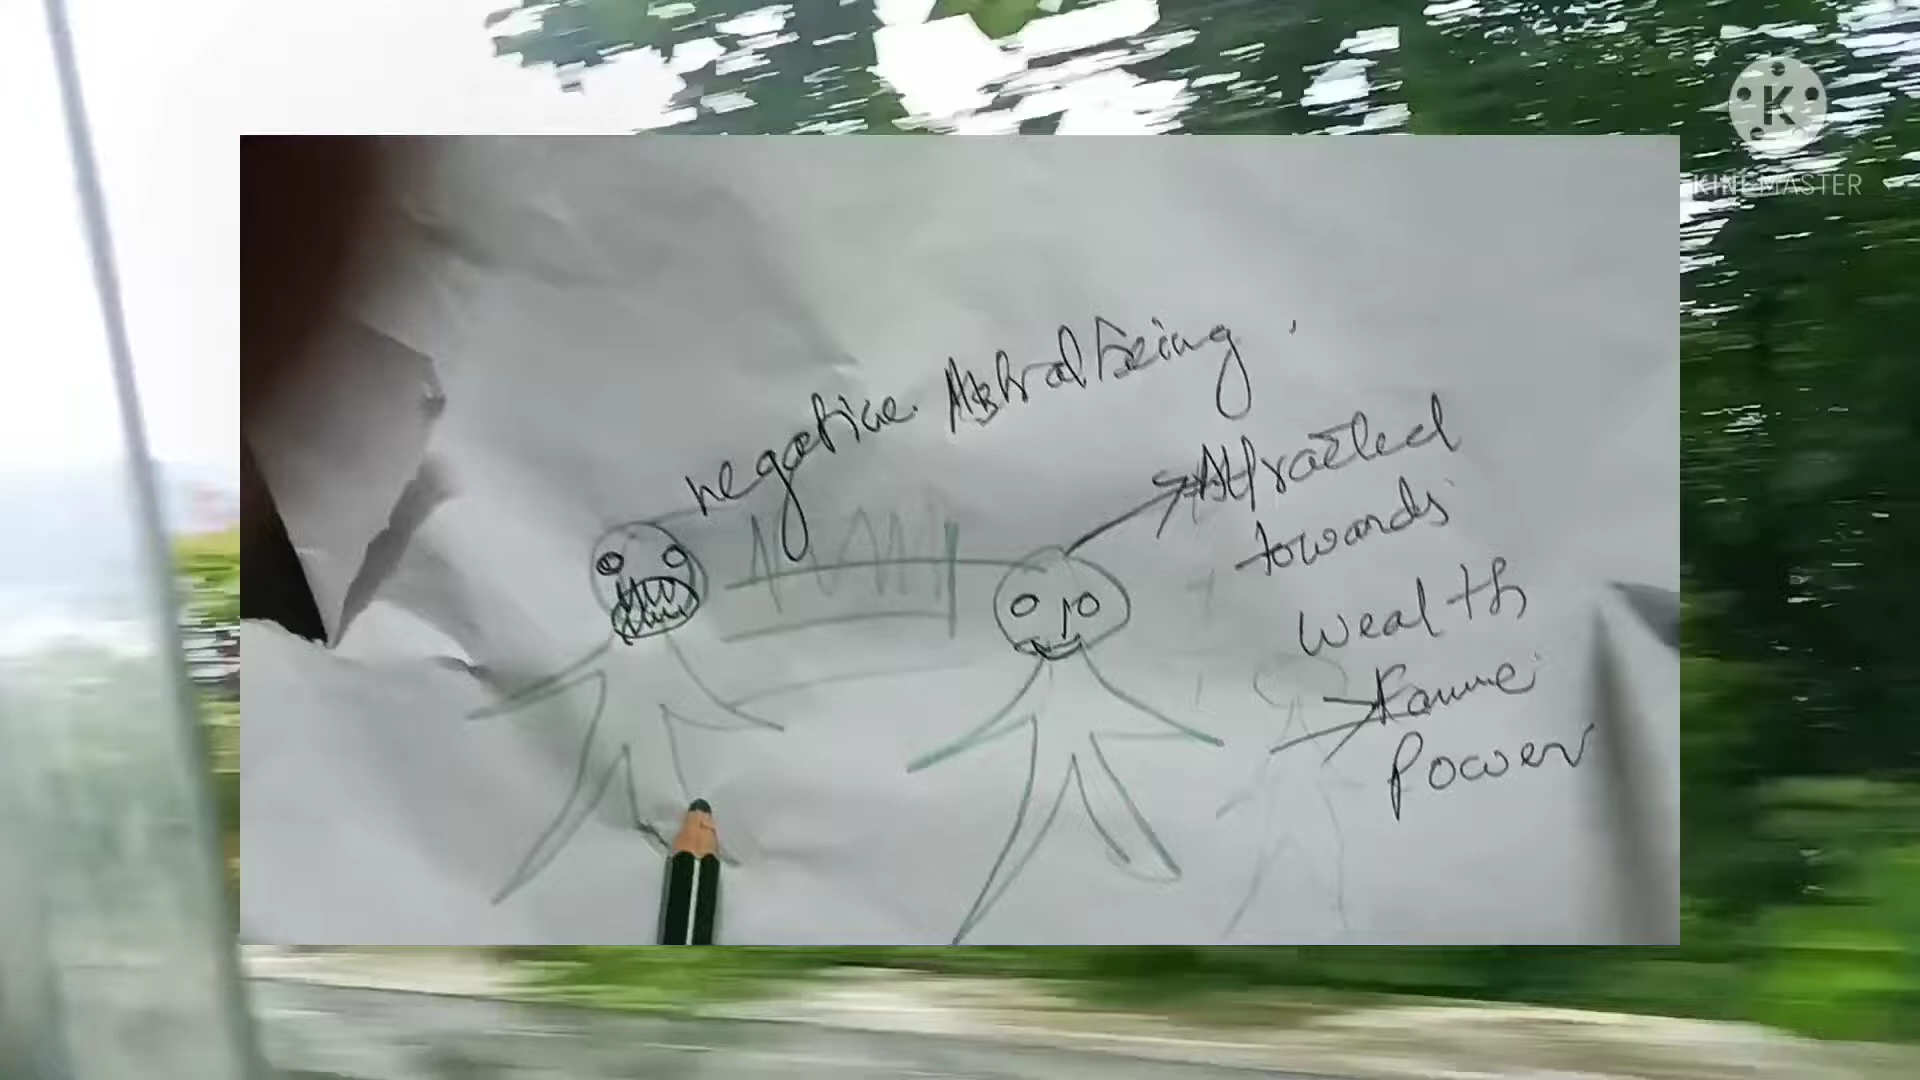 negative Astral being.
Attracted
towards
wealth
Fame
Power
K
KINEMASTER